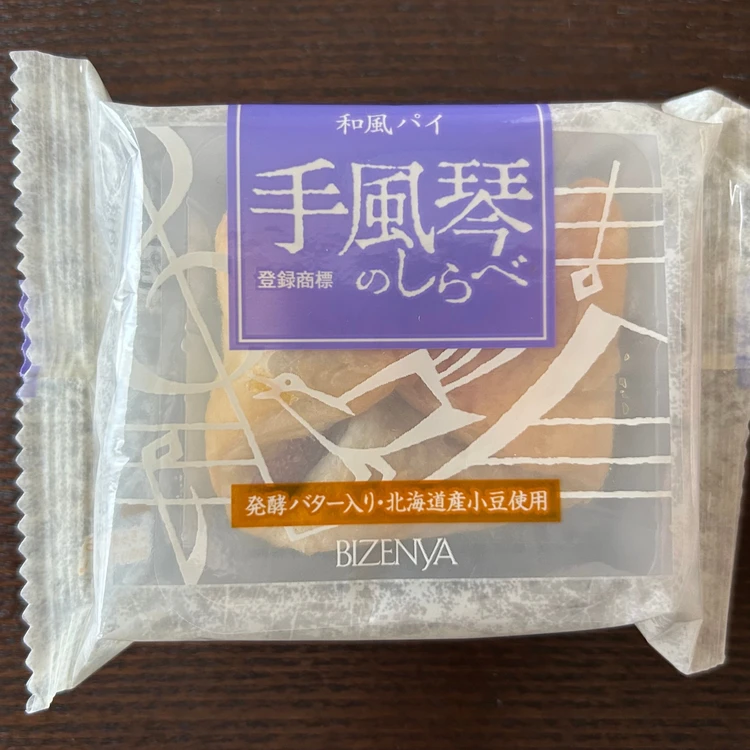 和風パイ
手風琴
のしらべ
登録商標
発酵バター入り・北海道産小豆使用
BIZENYA